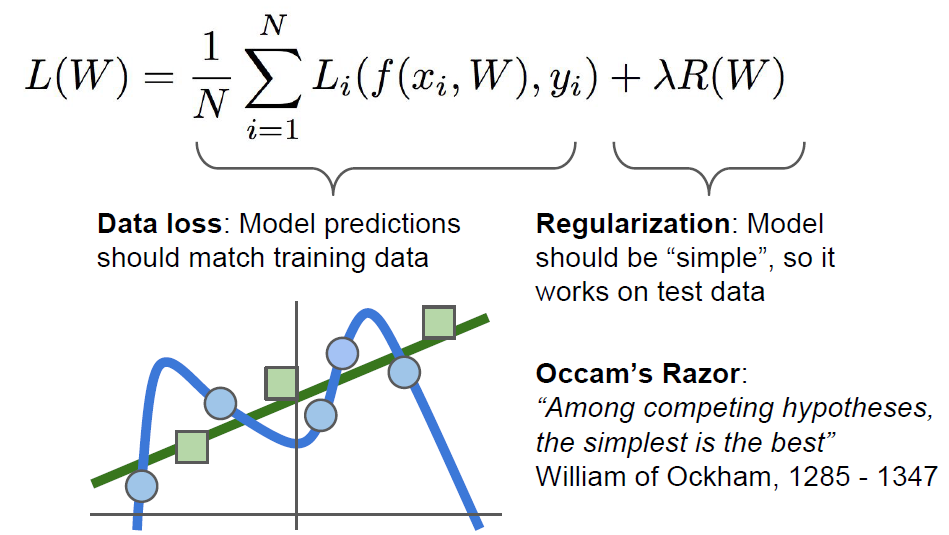 L(W) = \frac{1}{N} \sum_{i=1}^{N} L_i(f(x_i, W), y_i) + λR(W)
Data loss: Model predictions
should match training data
Regularization: Model
should be “simple”, so it
works on test data
Occam’s Razor:
“Among competing hypotheses,
the simplest is the best”
William of Ockham, 1285 - 1347